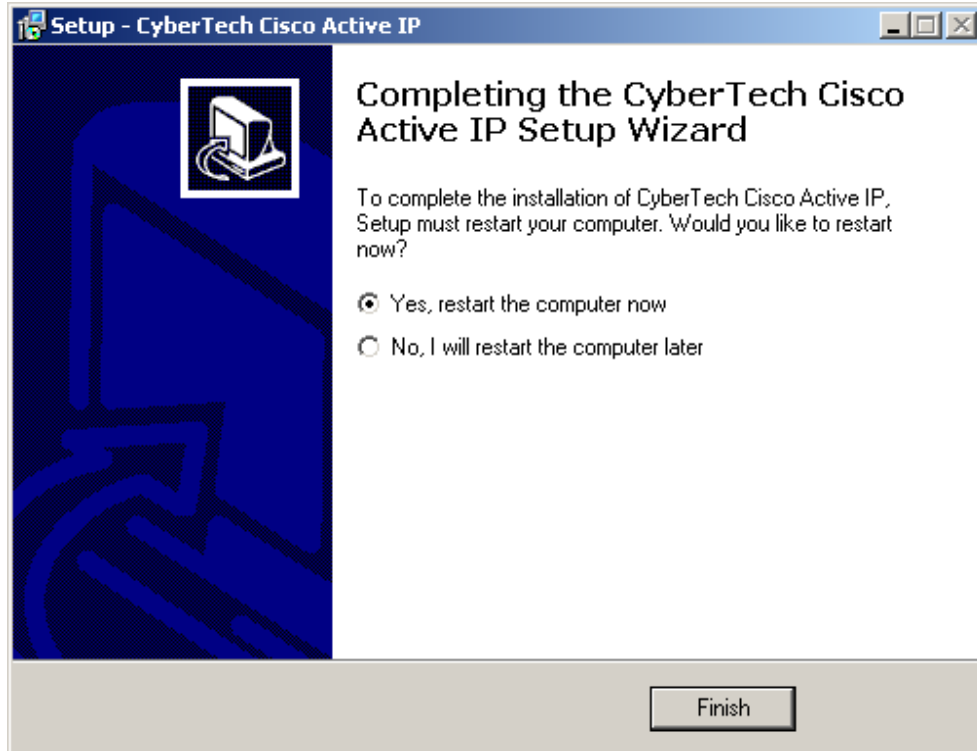 Setup - CyberTech Cisco Active IP
Completing the CyberTech Cisco
Active IP Setup Wizard
To complete the installation of CyberTech Cisco Active IP,
Setup must restart your computer. Would you like to restart
now?
Yes, restart the computer now
No, I will restart the computer later
Finish